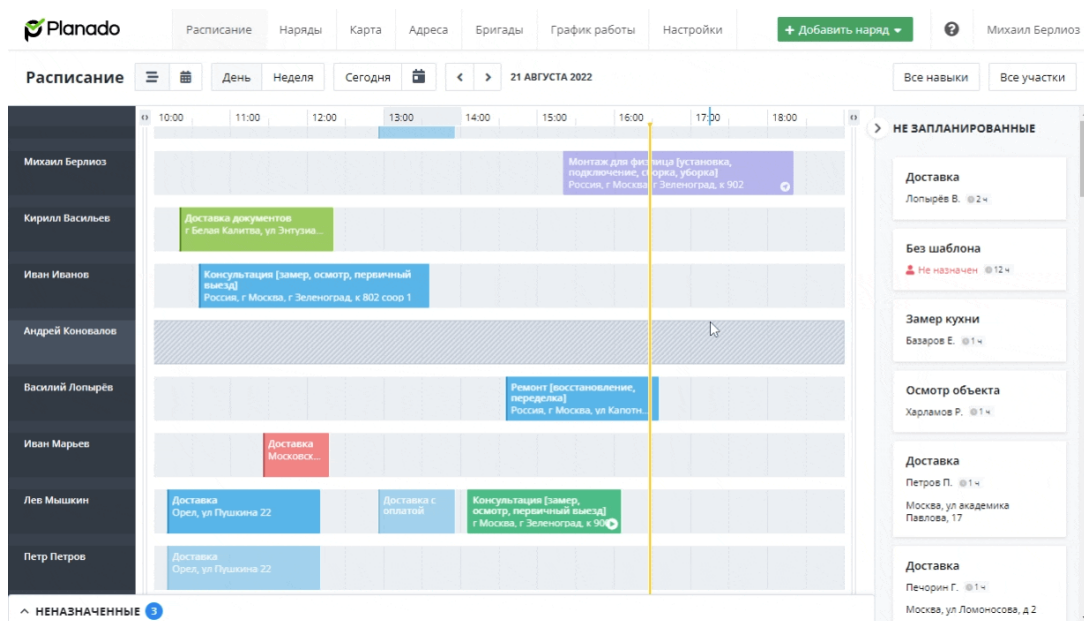 Planado
Расписание Наряды Карта Адреса Бригады График работы Настройки
+ Добавить наряд
Михаил Берлиоз
Расписание
День Неделя Сегодня
21 АВГУСТА 2022
Все навыки Все участки
10:00 11:00 12:00 13:00 14:00 15:00 16:00 17:00 18:00
НЕ ЗАПЛАНИРОВАННЫЕ
Михаил Берлиоз
Монтаж для физлица [установка,
подключение, сборка, уборка]
Россия, г Москва, г Зеленоград, к 902
Кирилл Васильев
Доставка документов
г Белая Калитва, ул Энтузиа...
Иван Иванов
Консультация [замер, осмотр, первичный
выезд]
Россия, г Москва, г Зеленоград, к 802 соор 1
Андрей Коновалов
Василий Лопырёв
Ремонт [восстановление,
переделка]
Россия, г Москва, ул Капотн...
Иван Марьев
Доставка
Московск...
Лев Мышкин
Доставка
Орел, ул Пушкина 22
Доставка с
оплатой
Консультация [замер,
осмотр, первичный выезд]
г Москва, г Зеленоград, к 90
Петр Петров
Доставка
Орел, ул Пушкина 22
НЕНАЗНАЧЕННЫЕ 3
Доставка
Лопырёв В. 2 ч
Без шаблона
Не назначен 12 ч
Замер кухни
Базаров Е. 1 ч
Осмотр объекта
Харламов Р. 1 ч
Доставка
Петров П. 1 ч
Москва, ул академика
Павлова, 17
Доставка
Печорин Г. 1 ч
Москва, ул Ломоносова, д 2